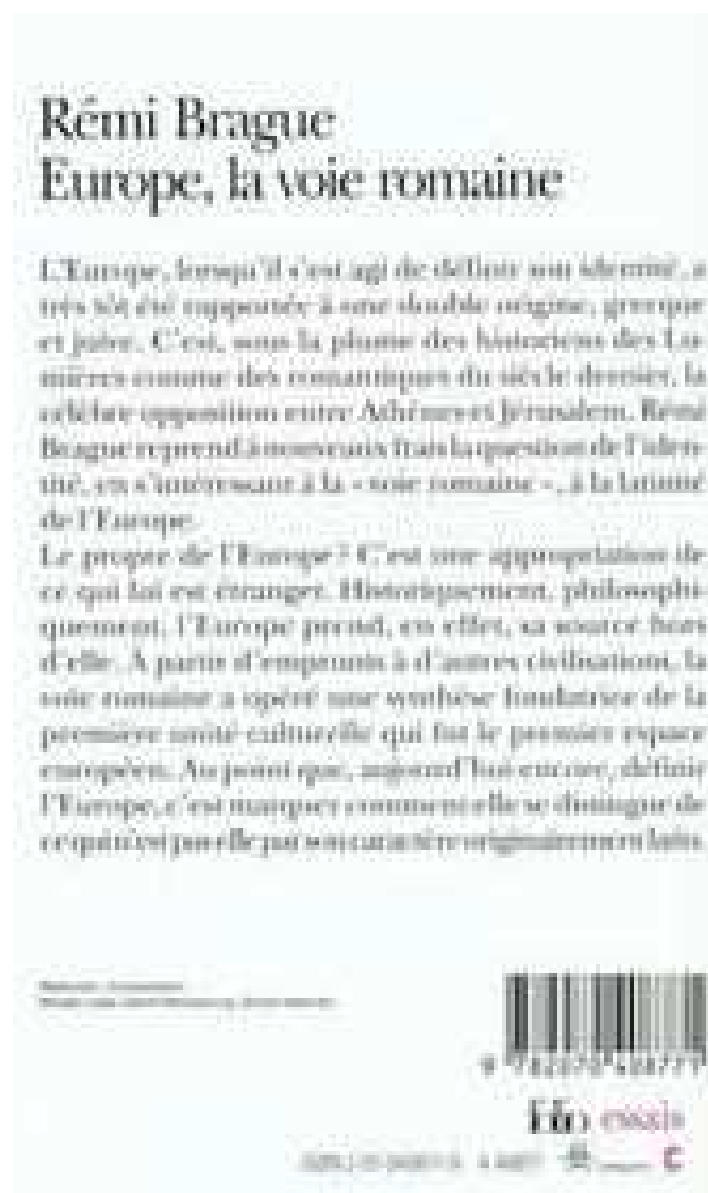 Rémi Brague
Europe, la voie romaine
L'Europe, lorsqu'il s'est agi de définir son identité, a
très tôt été rapportée à une double origine, grecque
et juive. C'est, sous la plume des historiens des Lu-
mières comme des romantiques du siècle dernier, la
célèbre opposition entre Athènes et Jérusalem. Rémi
Brague reprend à nouveaux frais la question de l'iden-
tité, en s'intéressant à la « voie romaine », à la latinité
de l'Europe.
Le propre de l'Europe? C'est une appropriation de
ce qui lui est étranger. Historiquement, philosophi-
quement, l'Europe prend, en effet, sa source hors
d'elle. À partir d'emprunts à d'autres civilisations, la
voie romaine a opéré une synthèse fondatrice de la
première unité culturelle qui fut le premier espace
européen. Au point que, aujourd'hui encore, définir
l'Europe, c'est marquer comment elle se distingue de
ce qui n'est pas elle par son caractère originairement latin.
folio essais